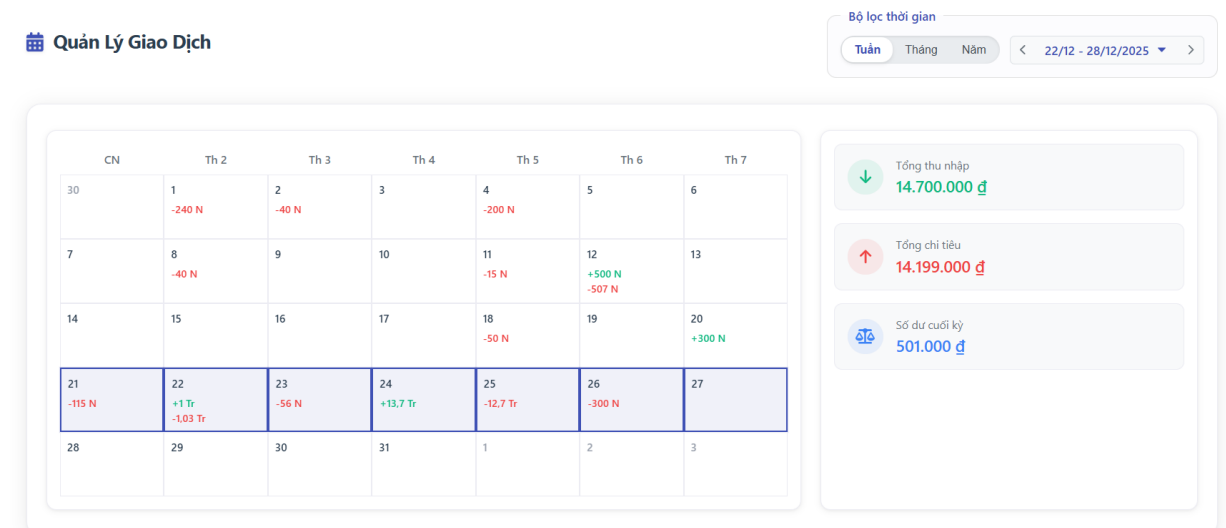 Quản Lý Giao Dịch
Bộ lọc thời gian
Tuần Tháng Năm
22/12 - 28/12/2025
CN Th 2 Th 3 Th 4 Th 5 Th 6 Th 7
30 1 2 3 4 5 6
-240 N -40 N -200 N
7 8 9 10 11 12 13
-40 N -15 N +500 N
-507 N
14 15 16 17 18 19 20
-50 N +300 N
21 22 23 24 25 26 27
-115 N +1 Tr -56 N +13,7 Tr -12,7 Tr -300 N
-1,03 Tr
28 29 30 31 1 2 3
Tổng thu nhập
14.700.000 ₫
Tổng chi tiêu
14.199.000 ₫
Số dư cuối kỳ
501.000 ₫